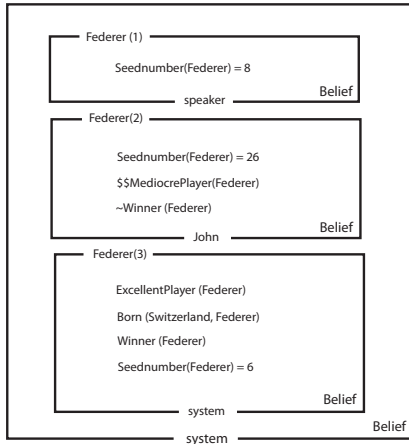 Federer (1)
Seednumber(Federer) = 8
Belief
speaker
Federer(2)
Seednumber(Federer) = 26
$$MediocrePlayer(Federer)
~Winner (Federer)
Belief
John
Federer(3)
ExcellentPlayer (Federer)
Born (Switzerland, Federer)
Winner (Federer)
Seednumber(Federer) = 6
Belief
system
Belief
system